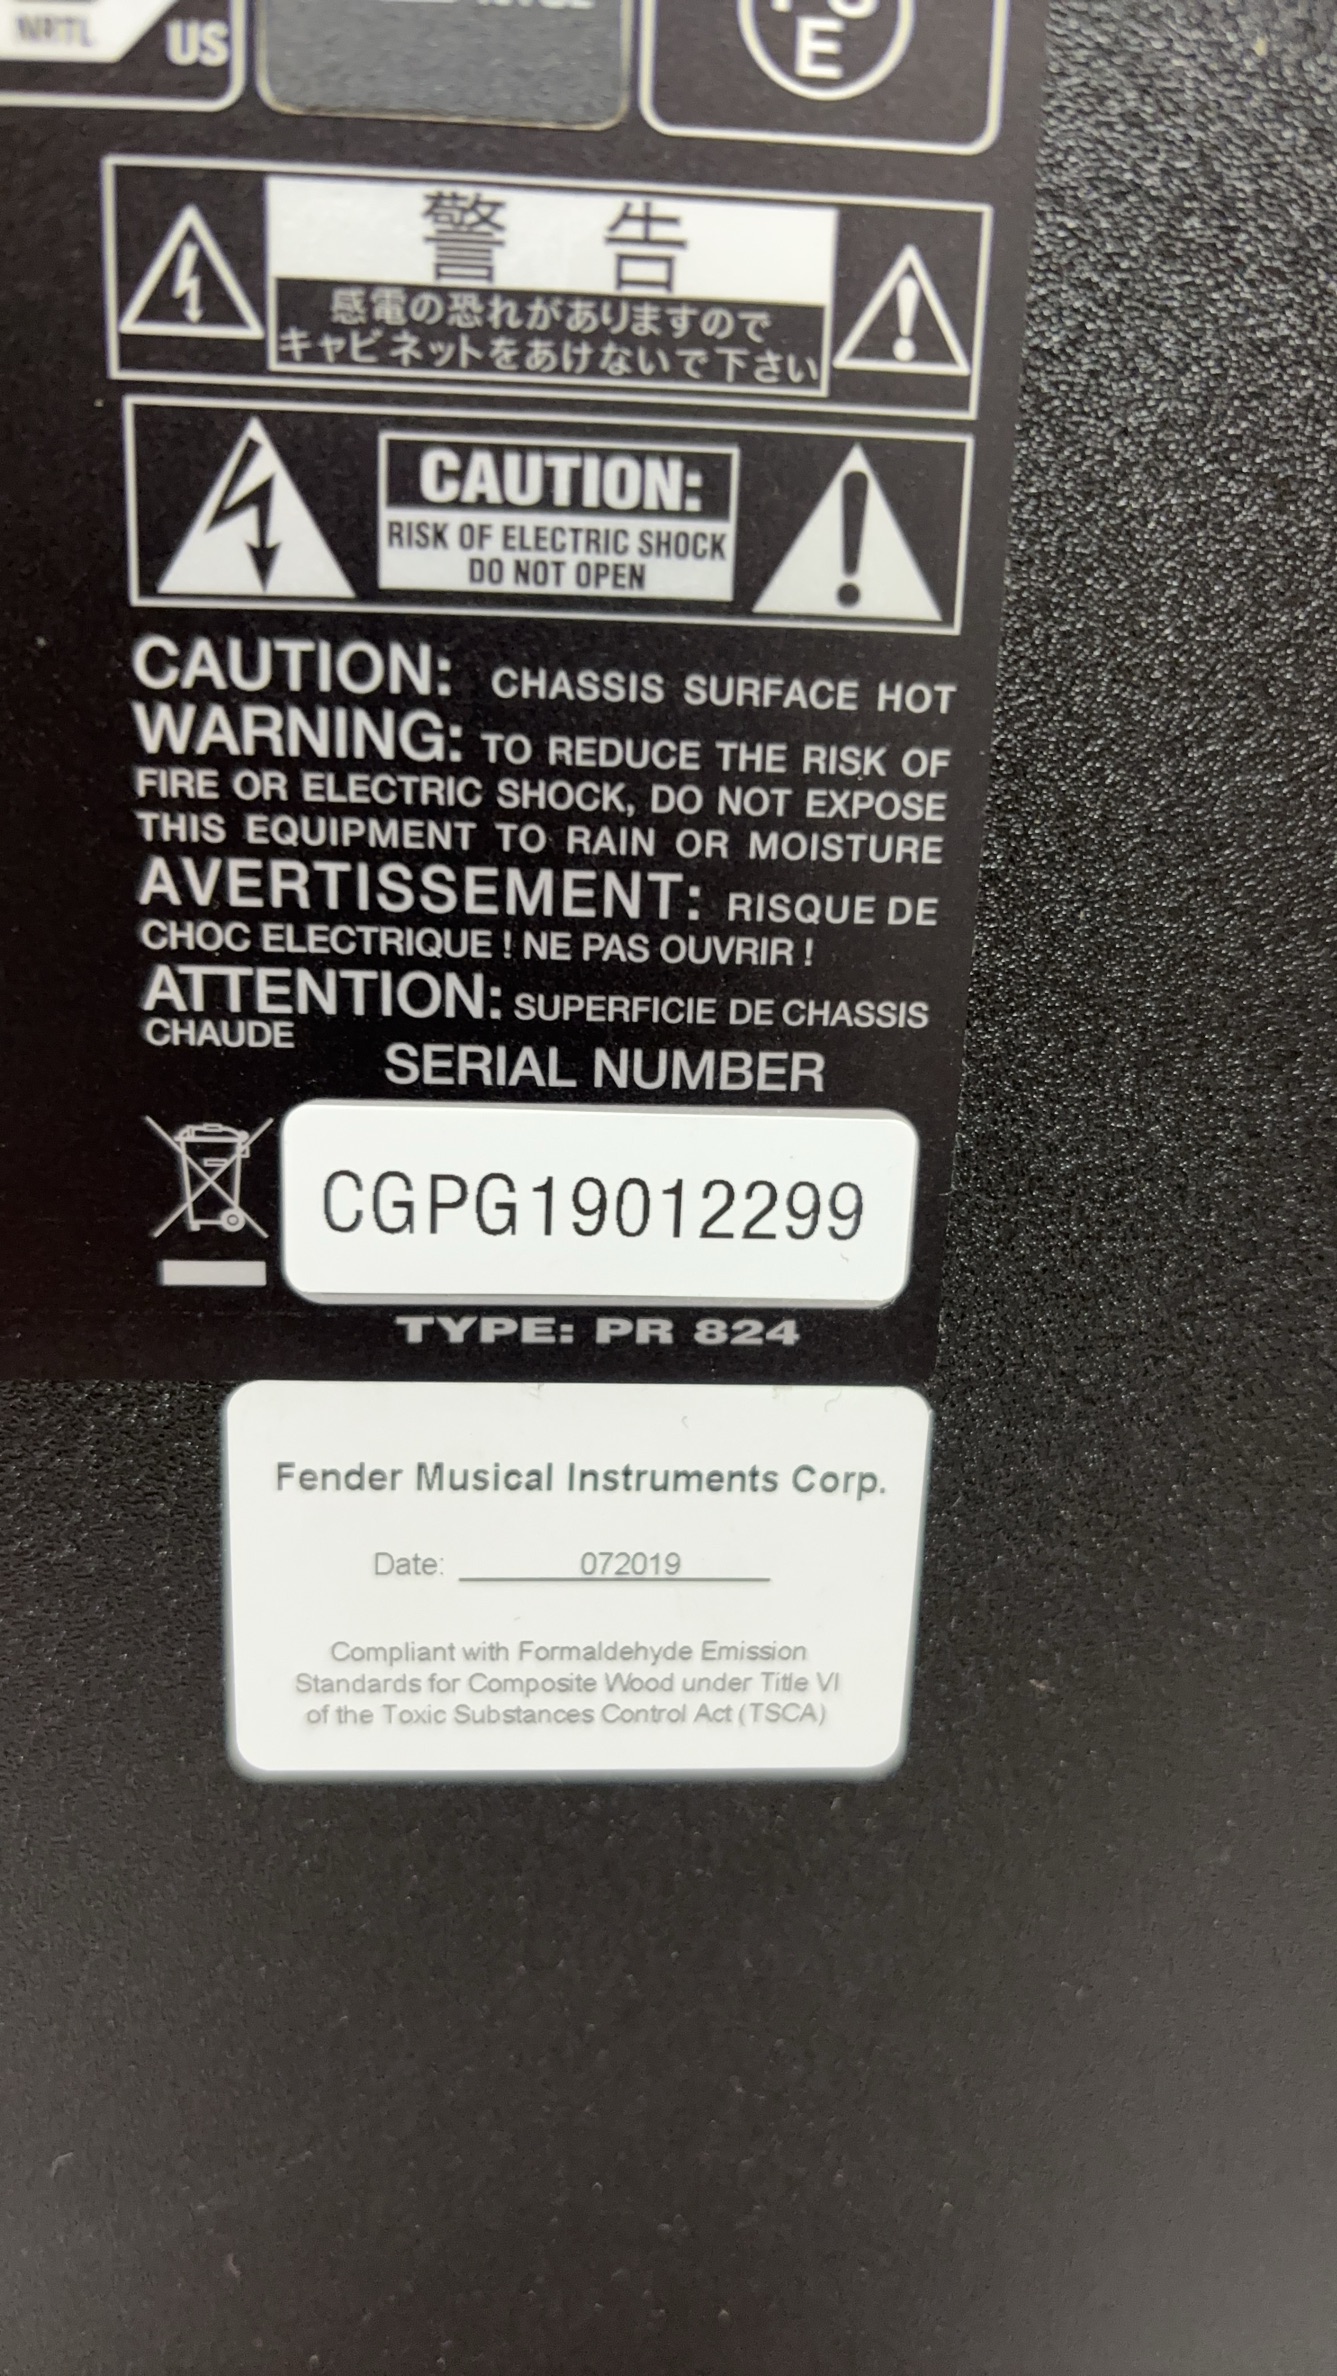 NRTL
US
E
警告
感電の恐れがありますので
キャビネットをあけないで下さい
CAUTION:
RISK OF ELECTRIC SHOCK
DO NOT OPEN
CAUTION: CHASSIS SURFACE HOT
WARNING: TO REDUCE THE RISK OF
FIRE OR ELECTRIC SHOCK, DO NOT EXPOSE
THIS EQUIPMENT TO RAIN OR MOISTURE
AVERTISSEMENT: RISQUE DE
CHOC ELECTRIQUE ! NE PAS OUVRIR !
ATTENTION: SUPERFICIE DE CHASSIS
CHAUDE
SERIAL NUMBER
CGPG19012299
TYPE: PR 824
Fender Musical Instruments Corp.
Date: 072019
Compliant with Formaldehyde Emission
Standards for Composite Wood under Title VI
of the Toxic Substances Control Act (TSCA)